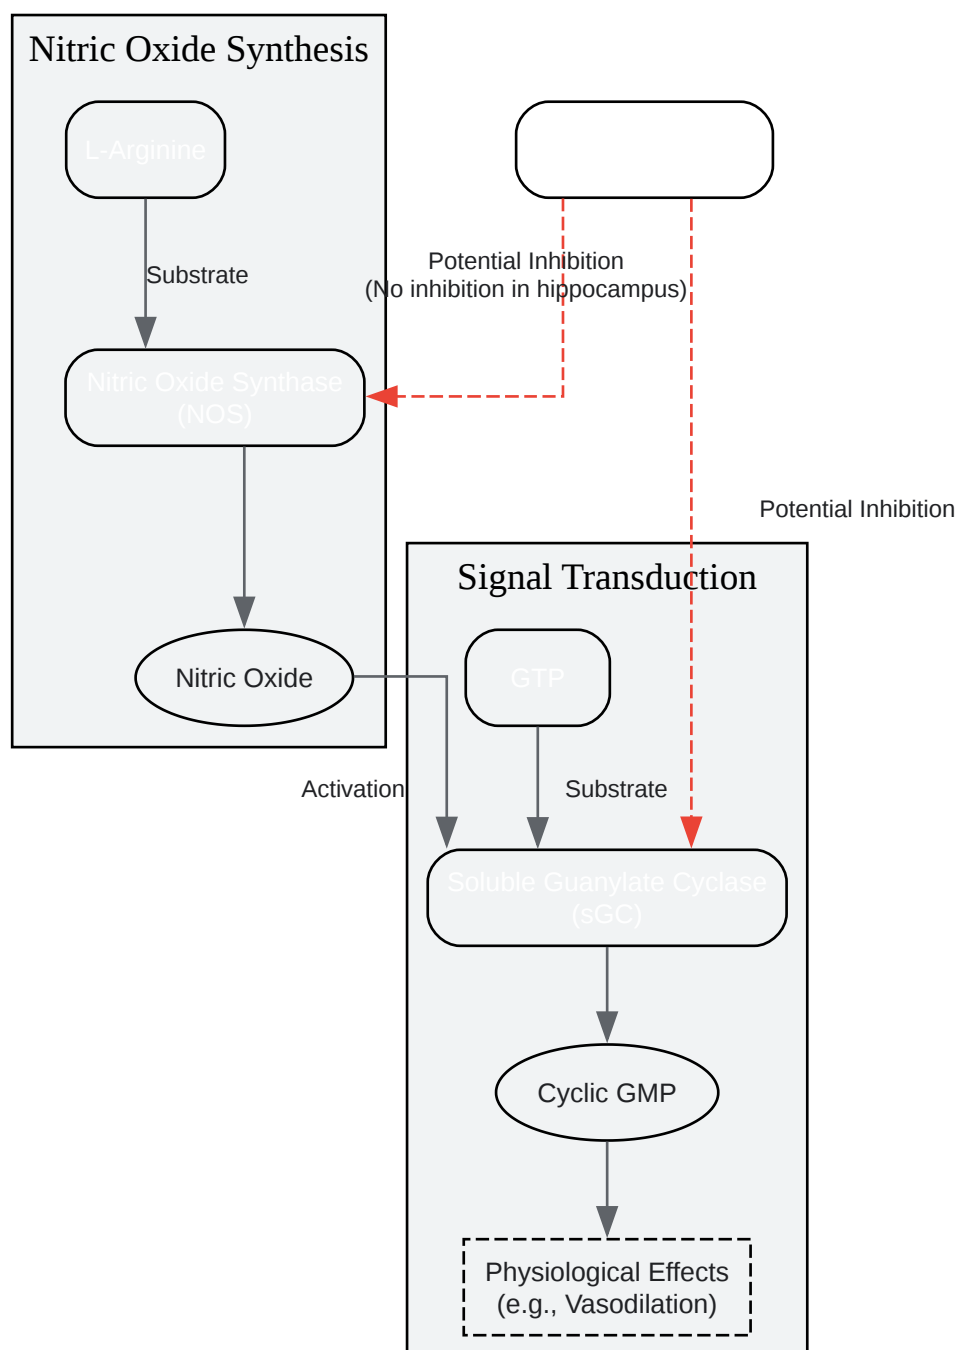 Nitric Oxide Synthesis
L-Arginine
Substrate
Potential Inhibition
(No inhibition in hippocampus)
Nitric Oxide Synthase
(NOS)
Potential Inhibition
Signal Transduction
Nitric Oxide
GTP
Activation
Substrate
Soluble Guanylate Cyclase
(sGC)
Cyclic GMP
Physiological Effects
(e.g., Vasodilation)